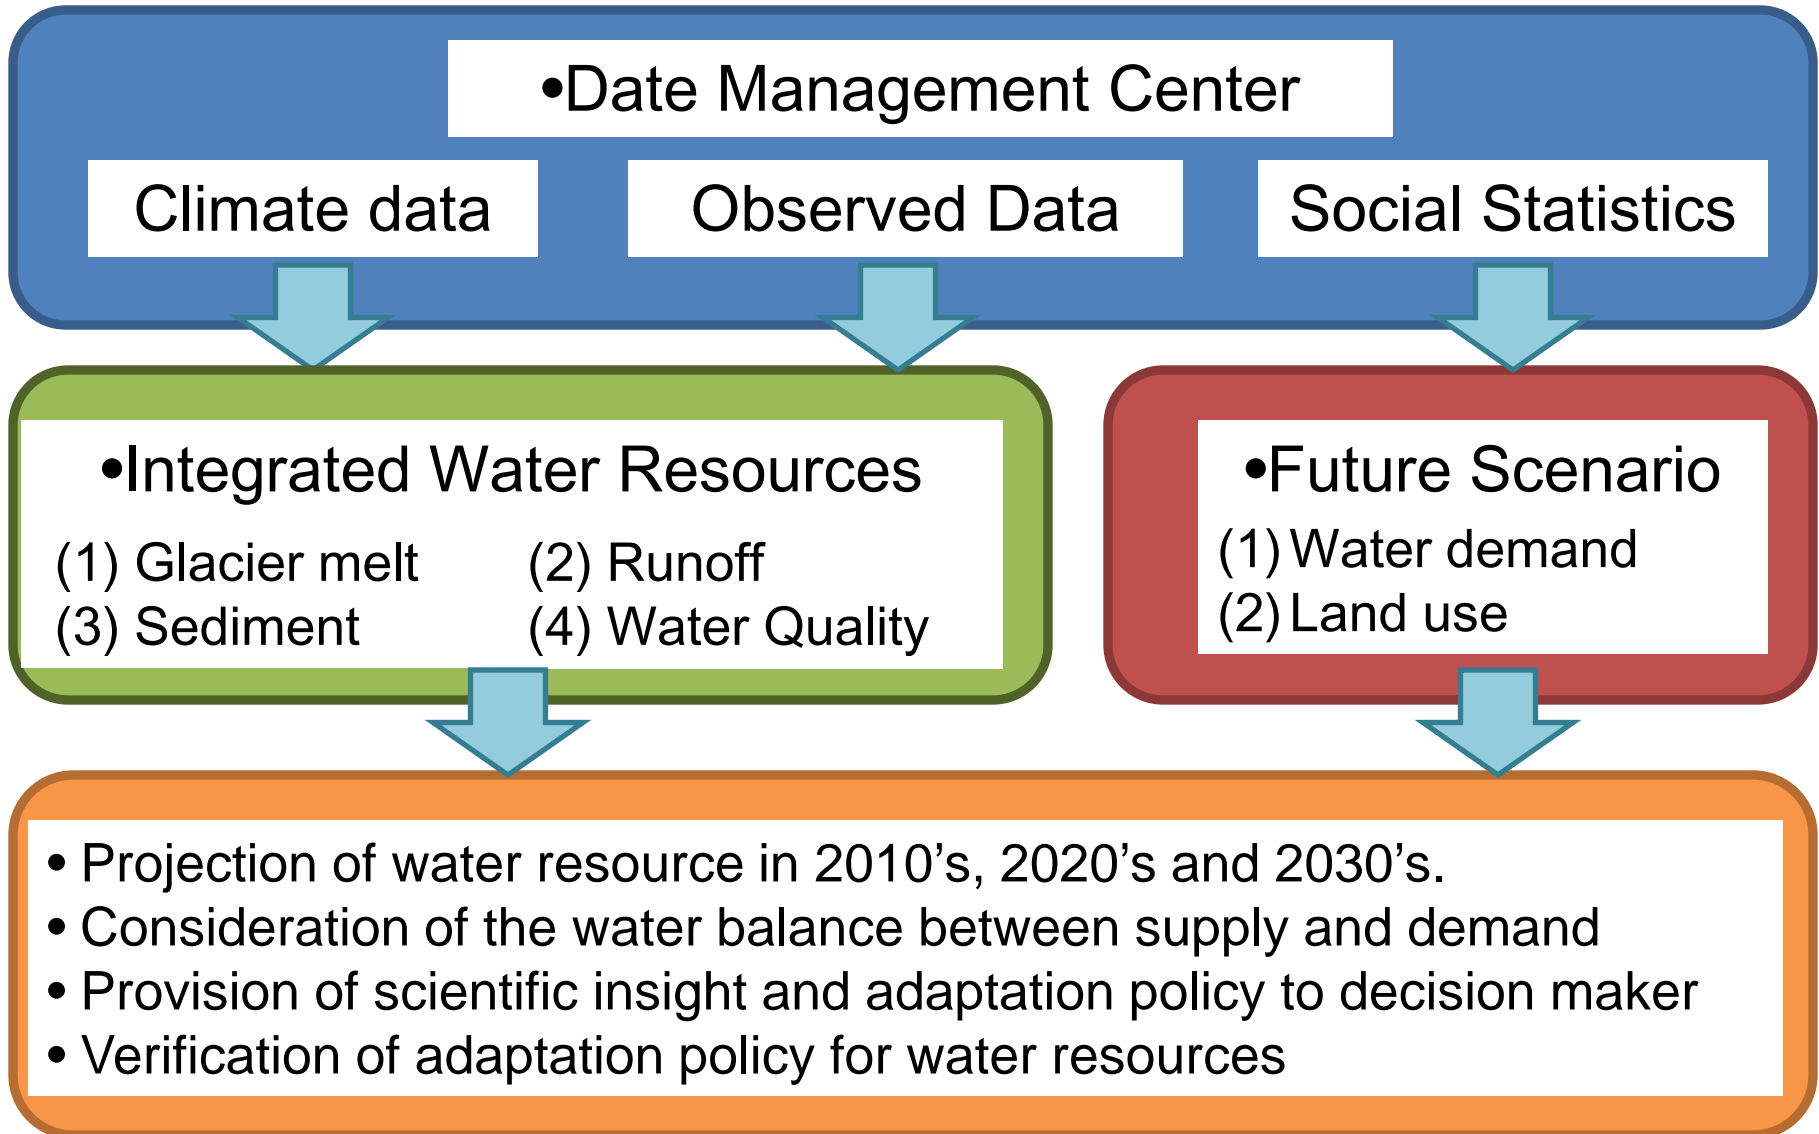 •Date Management Center
Climate data
Observed Data
Social Statistics
•Integrated Water Resources
(1) Glacier melt (2) Runoff
(3) Sediment (4) Water Quality
•Future Scenario
(1) Water demand
(2) Land use
• Projection of water resource in 2010’s, 2020’s and 2030’s.
• Consideration of the water balance between supply and demand
• Provision of scientific insight and adaptation policy to decision maker
• Verification of adaptation policy for water resources